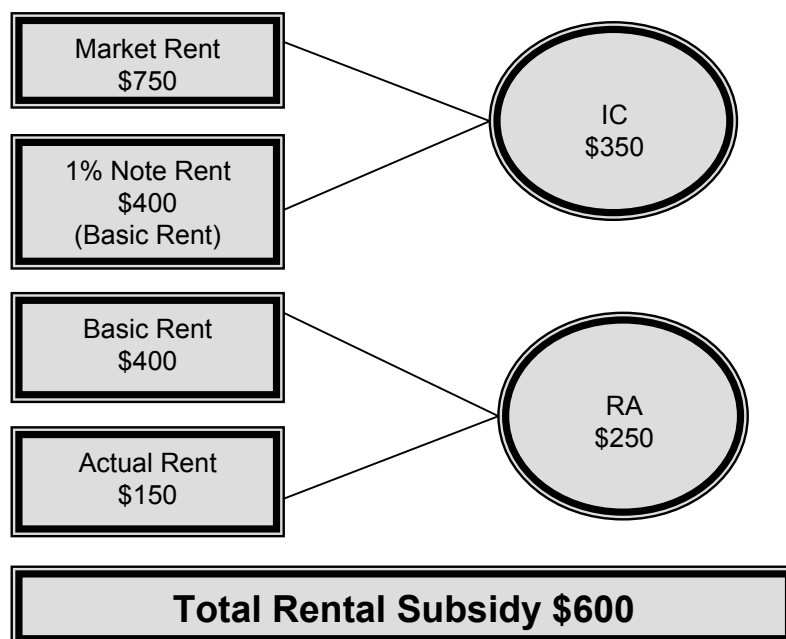 Market Rent
$750
IC
$350
1% Note Rent
$400
(Basic Rent)
Basic Rent
$400
RA
$250
Actual Rent
$150
Total Rental Subsidy $600